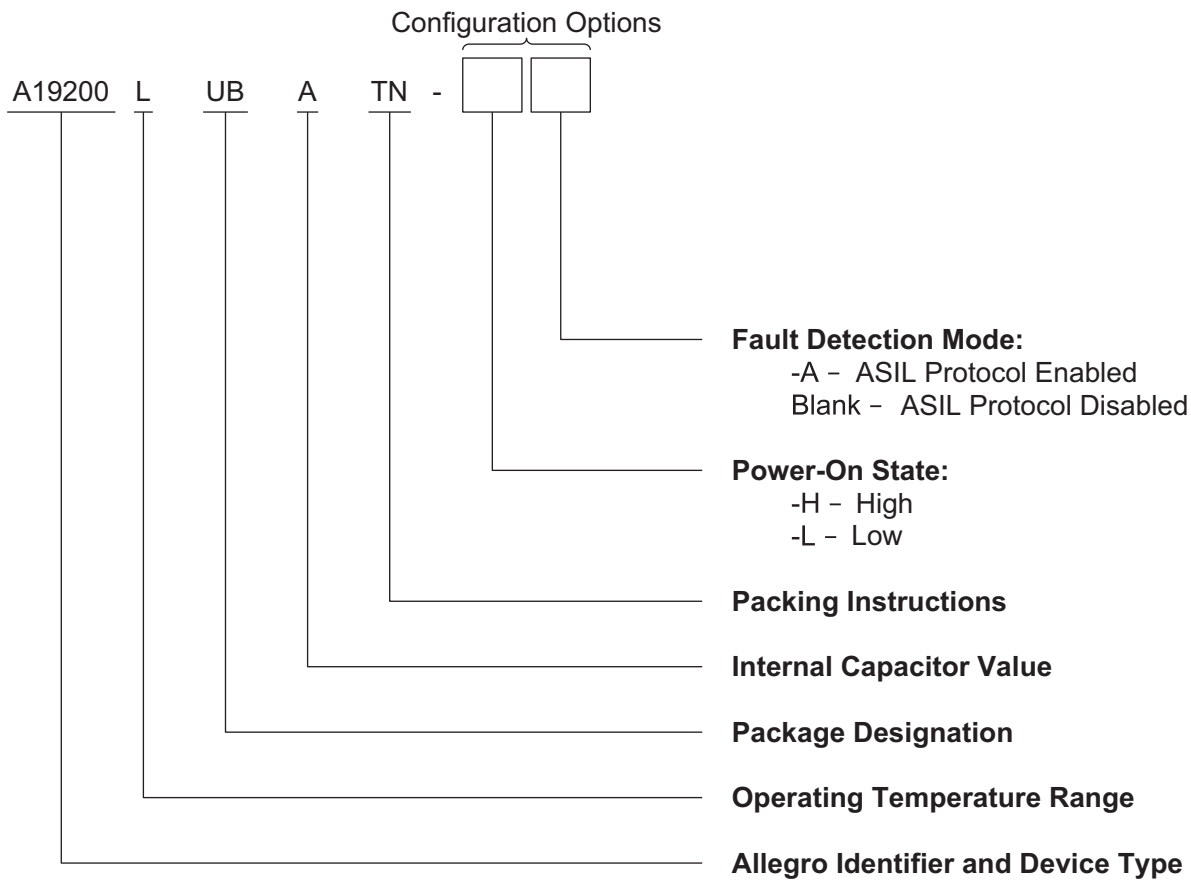 Configuration Options
A19200 L UB A TN -
Fault Detection Mode:
-A – ASIL Protocol Enabled
Blank – ASIL Protocol Disabled
Power-On State:
-H – High
-L – Low
Packing Instructions
Internal Capacitor Value
Package Designation
Operating Temperature Range
Allegro Identifier and Device Type